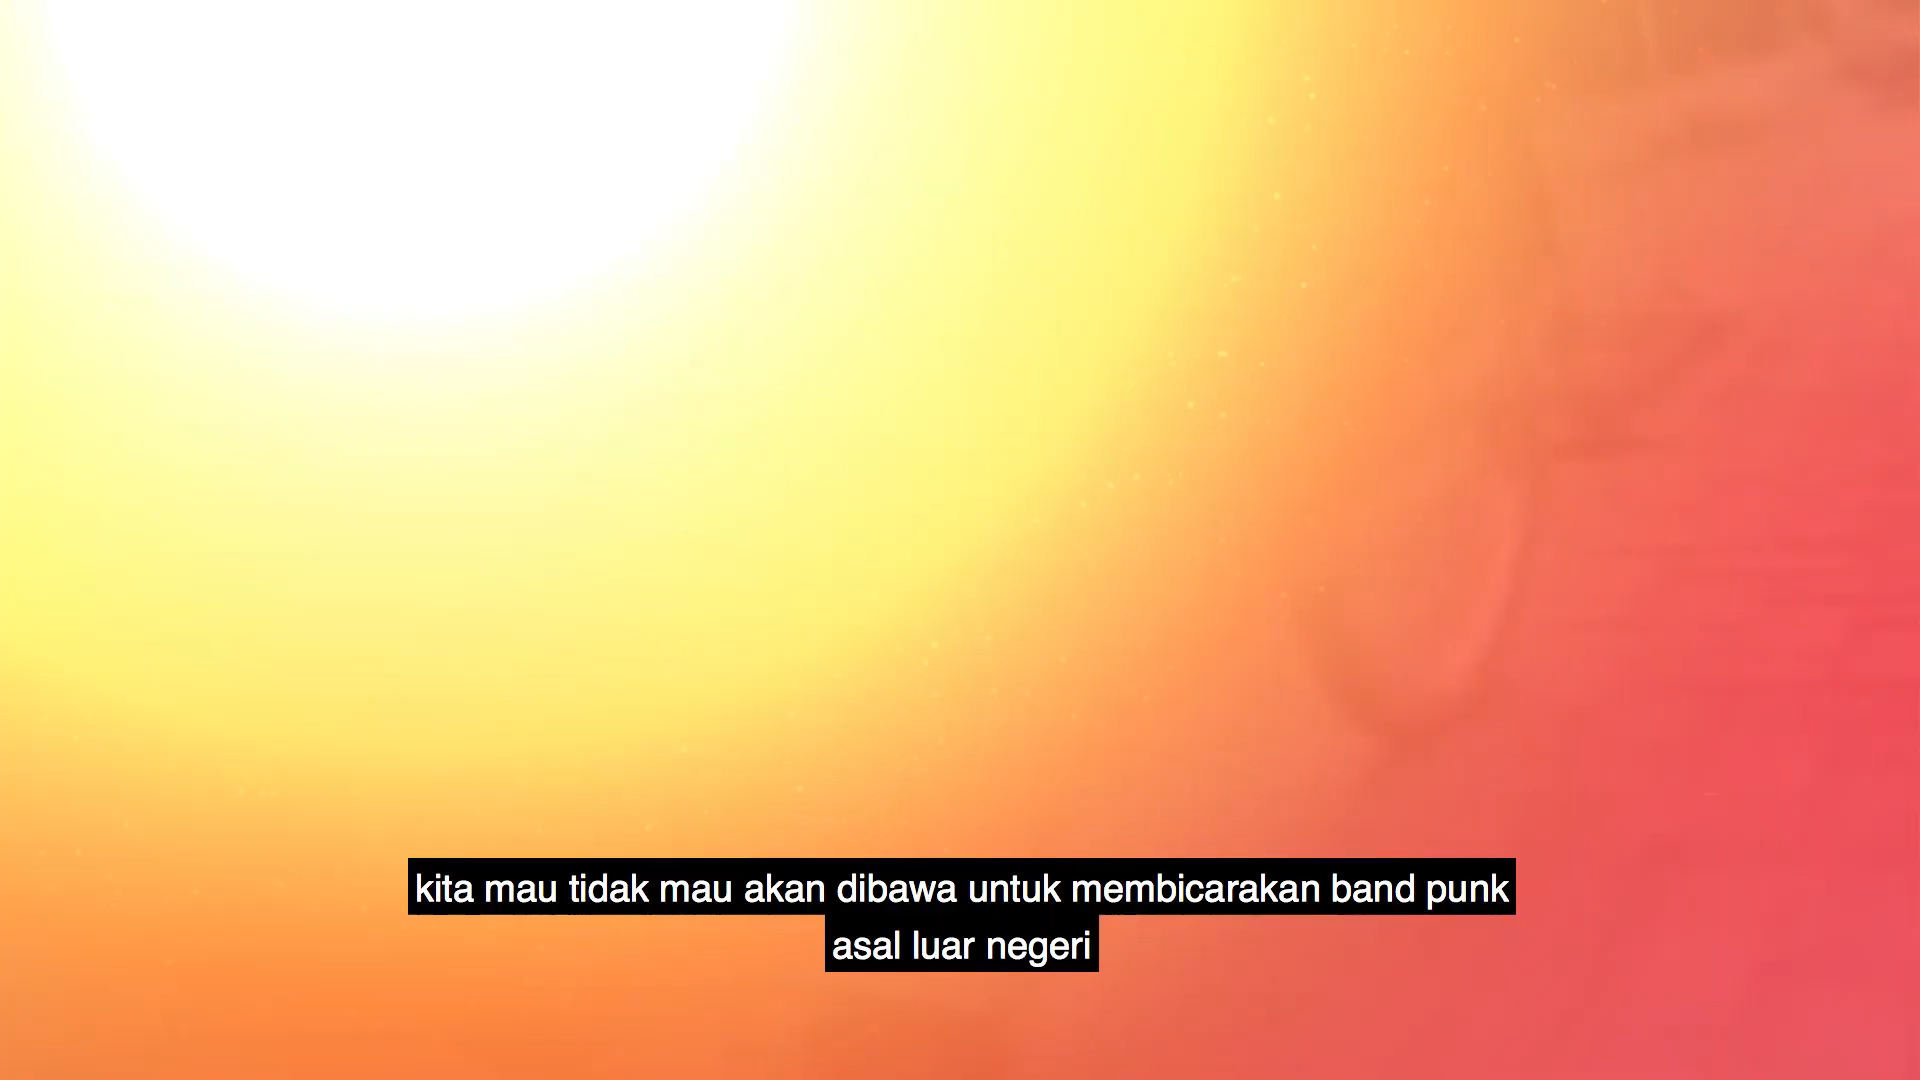 kita mau tidak mau akan dibawa untuk membicarakan band punk
asal luar negeri